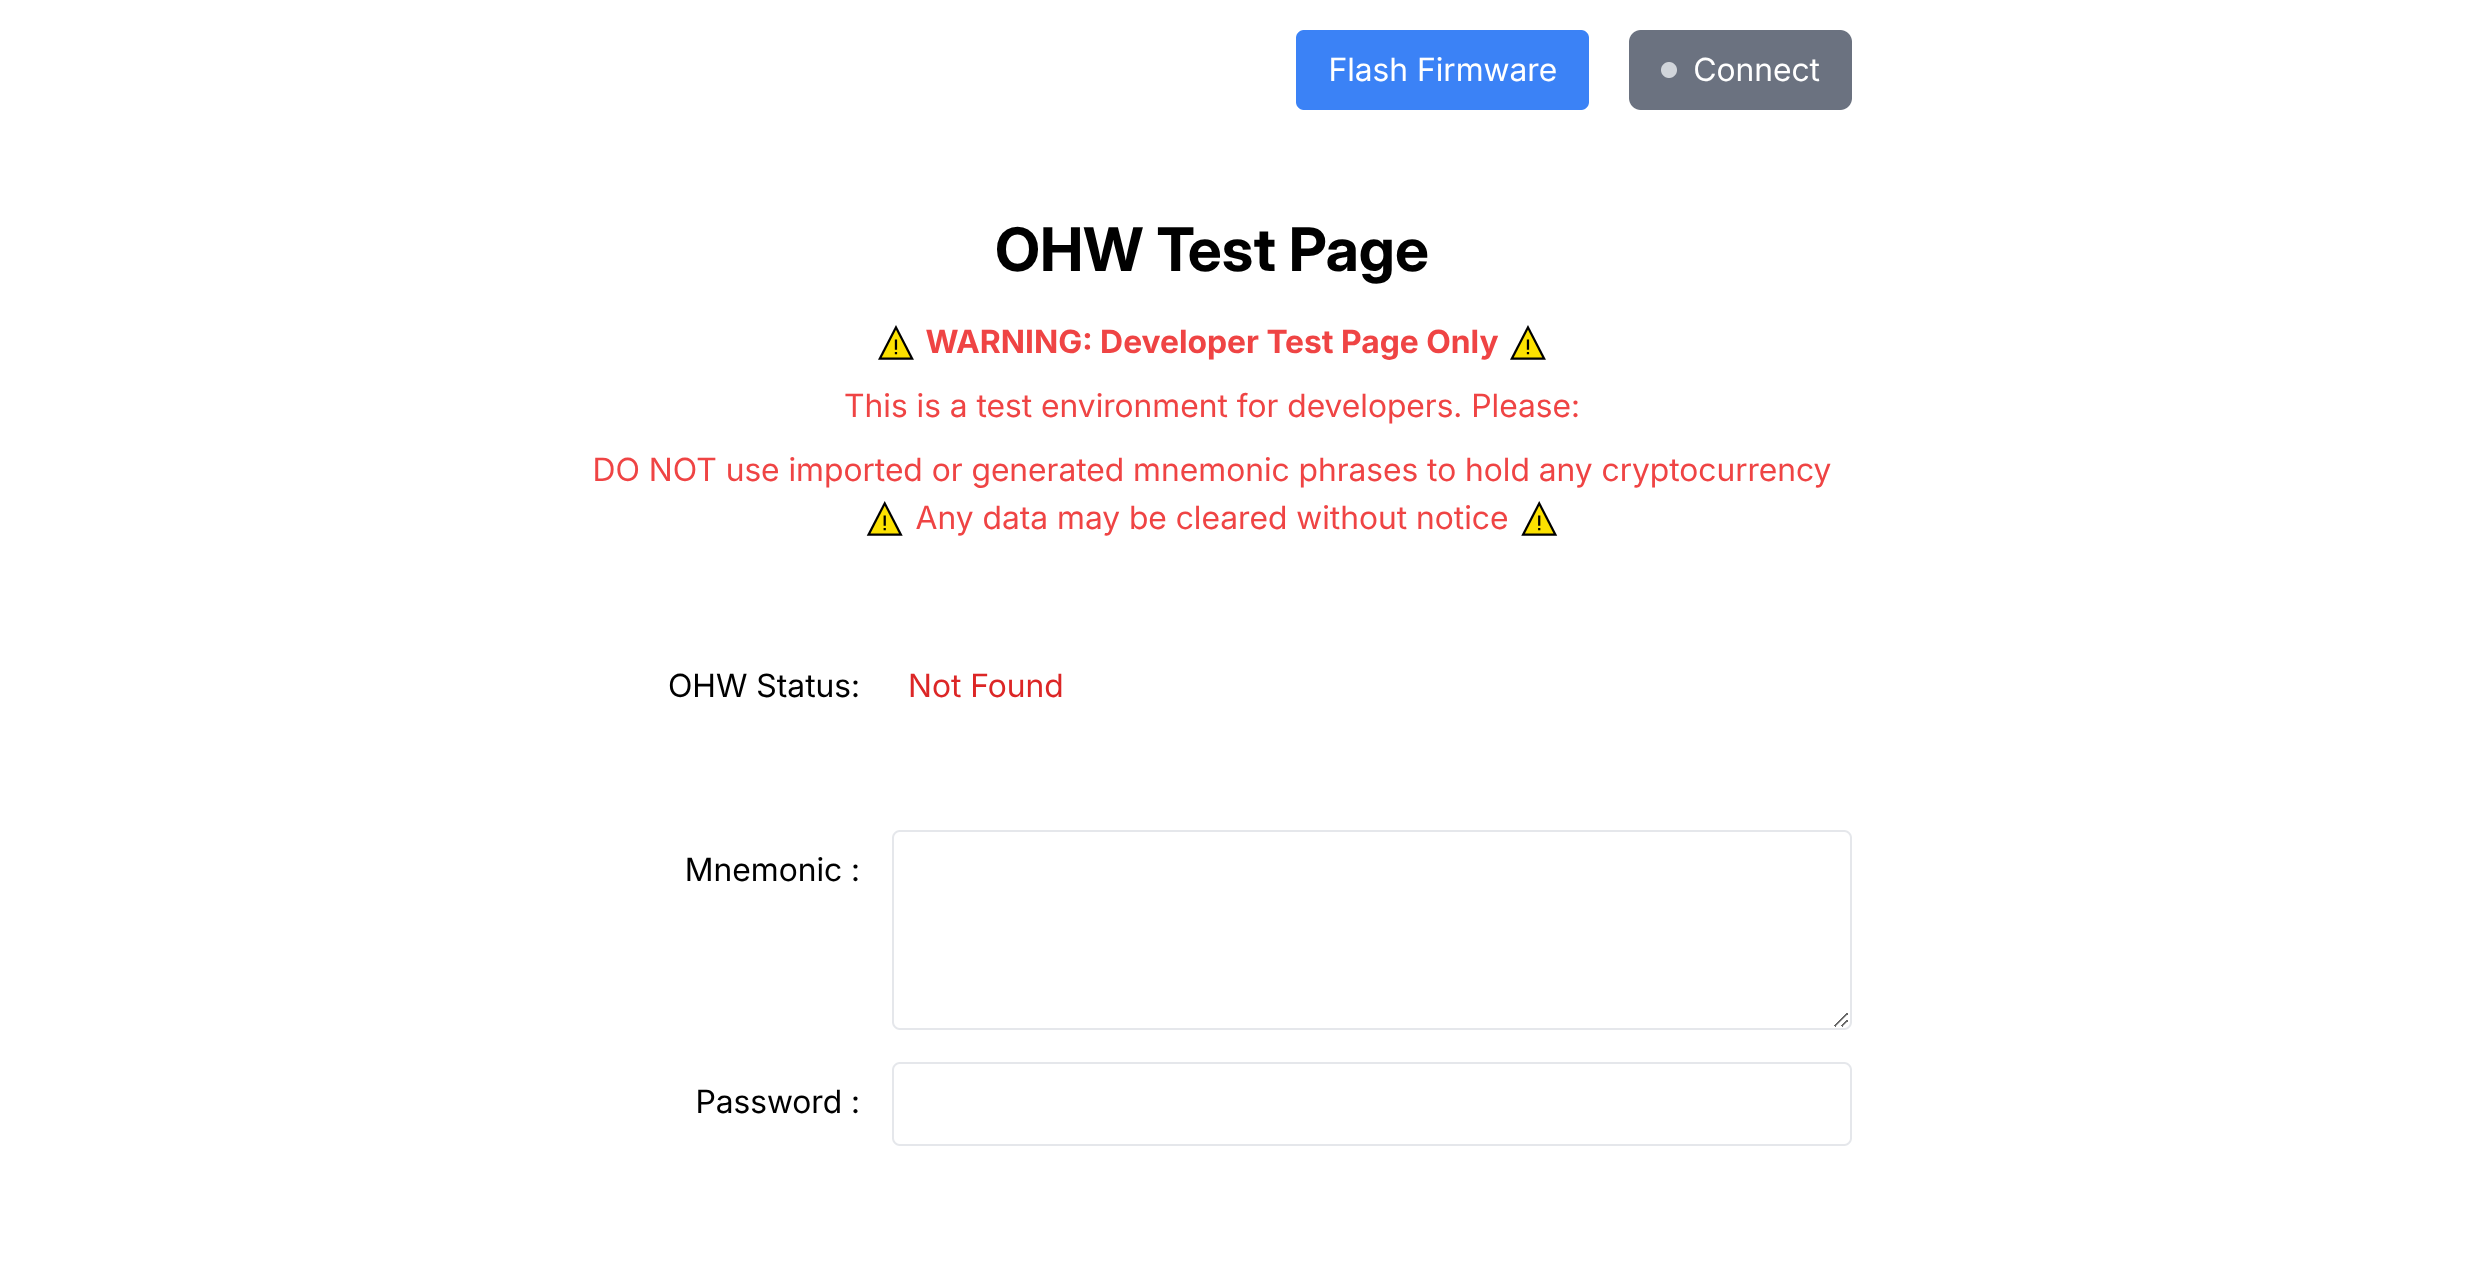 Flash Firmware
Connect
OHW Test Page
⚠️ WARNING: Developer Test Page Only ⚠️
This is a test environment for developers. Please:
DO NOT use imported or generated mnemonic phrases to hold any cryptocurrency
⚠️ Any data may be cleared without notice ⚠️
OHW Status: Not Found
Mnemonic :
Password :